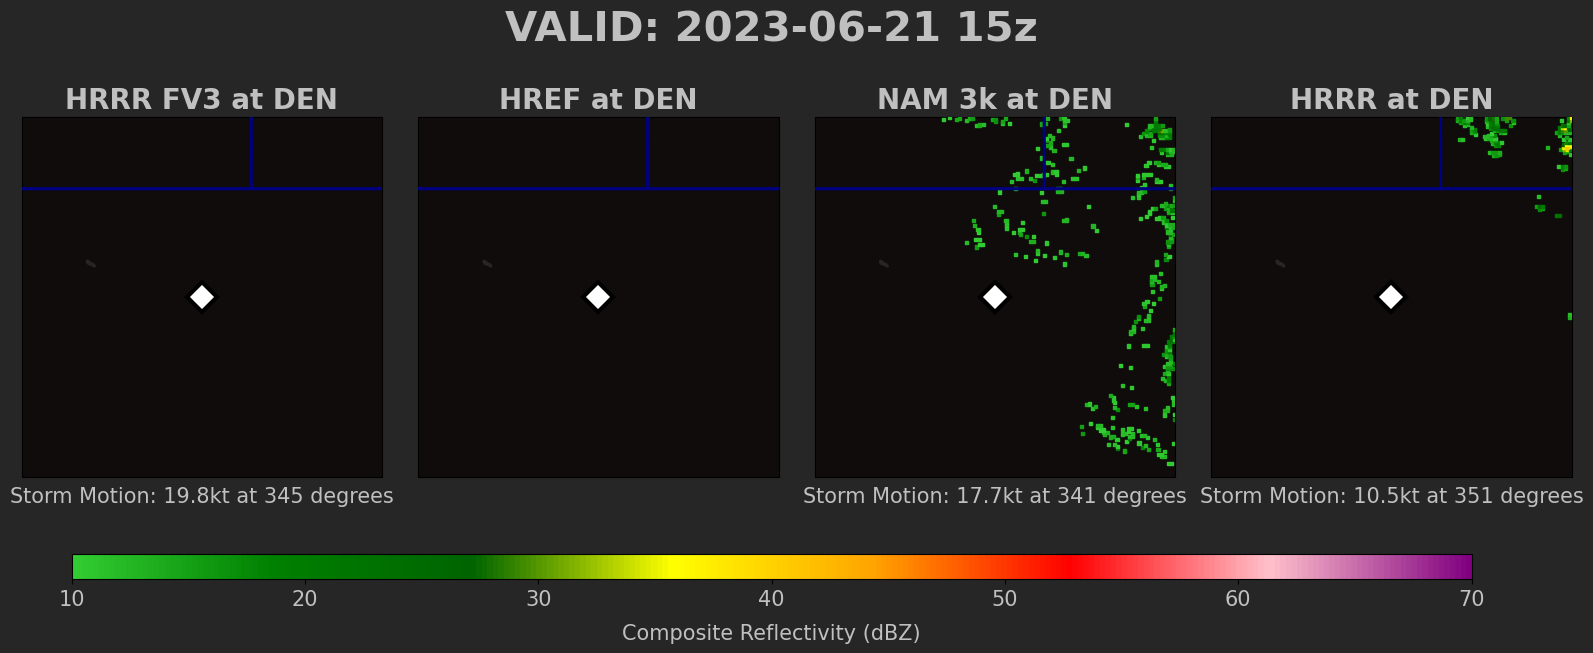 VALID: 2023-06-21 15z
HRRR FV3 at DEN
HREF at DEN
NAM 3k at DEN
HRRR at DEN
Storm Motion: 19.8kt at 345 degrees
Storm Motion: 17.7kt at 341 degrees
Storm Motion: 10.5kt at 351 degrees
10 20 30 40 50 60 70
Composite Reflectivity (dBZ)